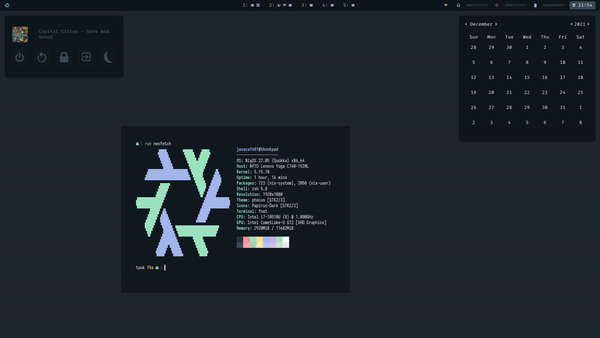 1: 2: 3: 4: 5:
21:54
Capital Cities - Safe And
Sound
December 2021
Sun Mon Tue Wed Thu Fri Sat
28 29 30 1 2 3 4
5 6 7 8 9 10 11
12 13 14 15 16 17 18
19 20 21 22 23 24 25
26 27 28 29 30 31 1
2 3 4 5 6 7 8
run neofetch
javacafe01@thinkpad
OS: NixOS 22.05 (Quokka) x86_64
Host: BYTD Lenovo Yoga C740-15IML
Kernel: 5.15.10
Uptime: 1 hour, 16 mins
Packages: 723 (nix-system), 2050 (nix-user)
Shell: zsh 5.8
Resolution: 1920x1080
Theme: phocus [GTK2/3]
Icons: Papirus-Dark [GTK2/3]
Terminal: foot
CPU: Intel i7-10510U (8) @ 1.800GHz
GPU: Intel CometLake-U GT2 [UHD Graphics]
Memory: 2920MiB / 11682MiB
took